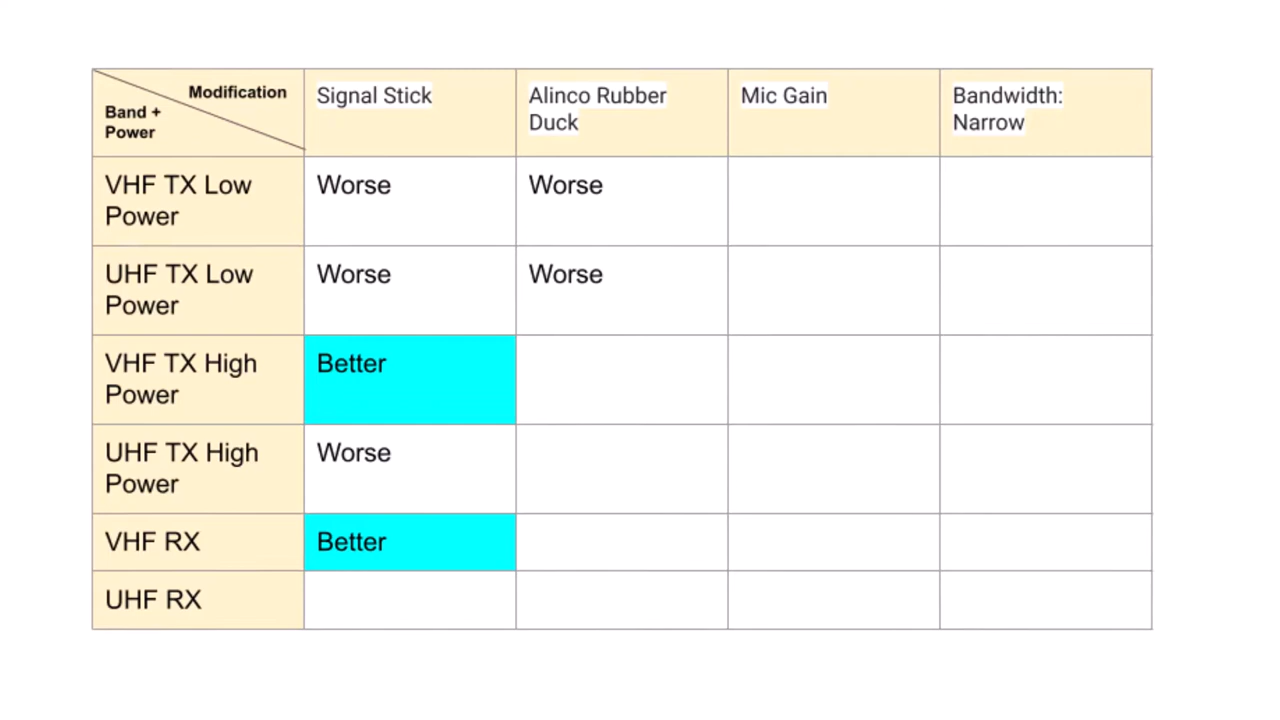 Modification
Band +
Power
Signal Stick
Alinco Rubber
Duck
Mic Gain
Bandwidth:
Narrow
VHF TX Low
Power
Worse
Worse
UHF TX Low
Power
Worse
Worse
VHF TX High
Power
Better
UHF TX High
Power
Worse
VHF RX
Better
UHF RX